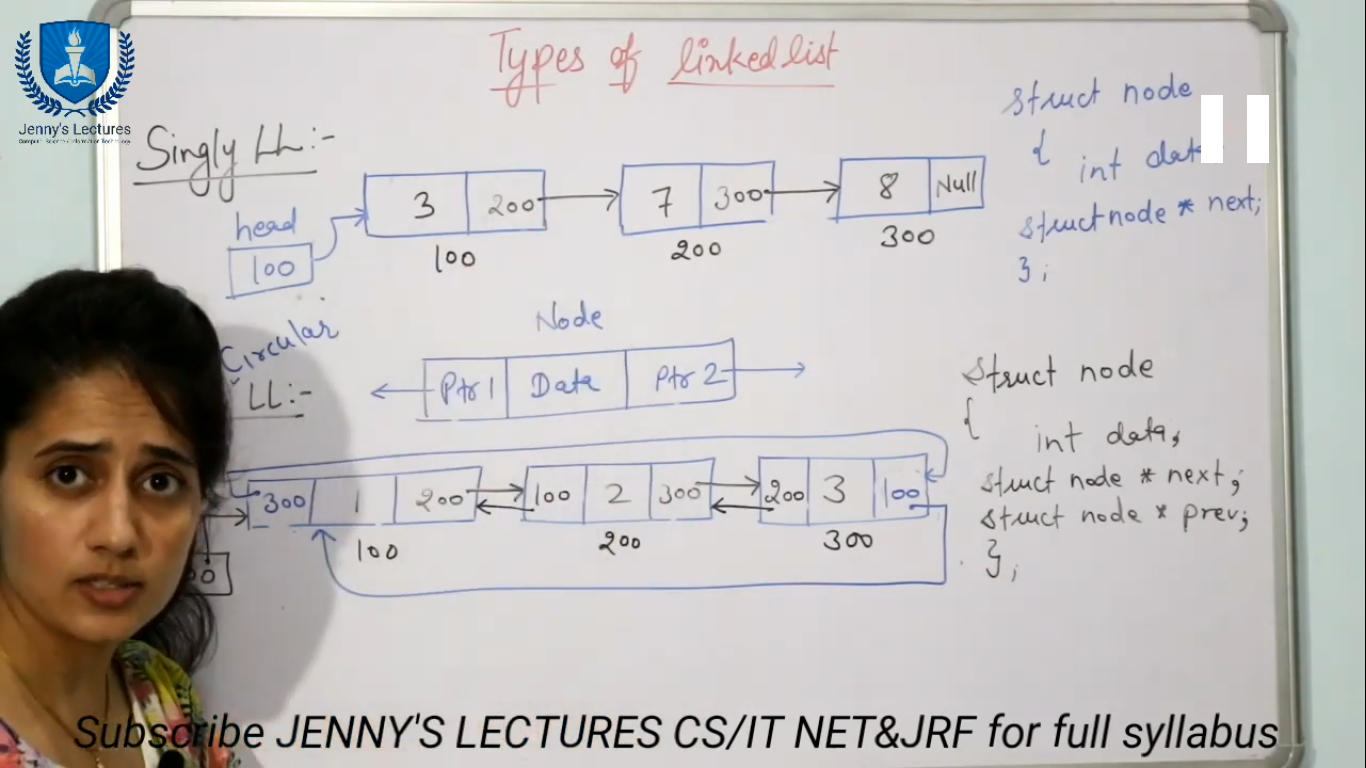 Types of linked list
Jenny's Lectures
Singly LL:-
head
100
3 200
100
7 300
200
8 Null
300
struct node
{ int data
struct node * next;
};
Node
Ptr 1 Data Ptr 2
Circular
LL:-
300 1 200
100
100 2 300
200
200 3 100
300
struct node
{
int data,
struct node * next;
struct node * prev;
};
Subscribe JENNY'S LECTURES CS/IT NET&JRF for full syllabus